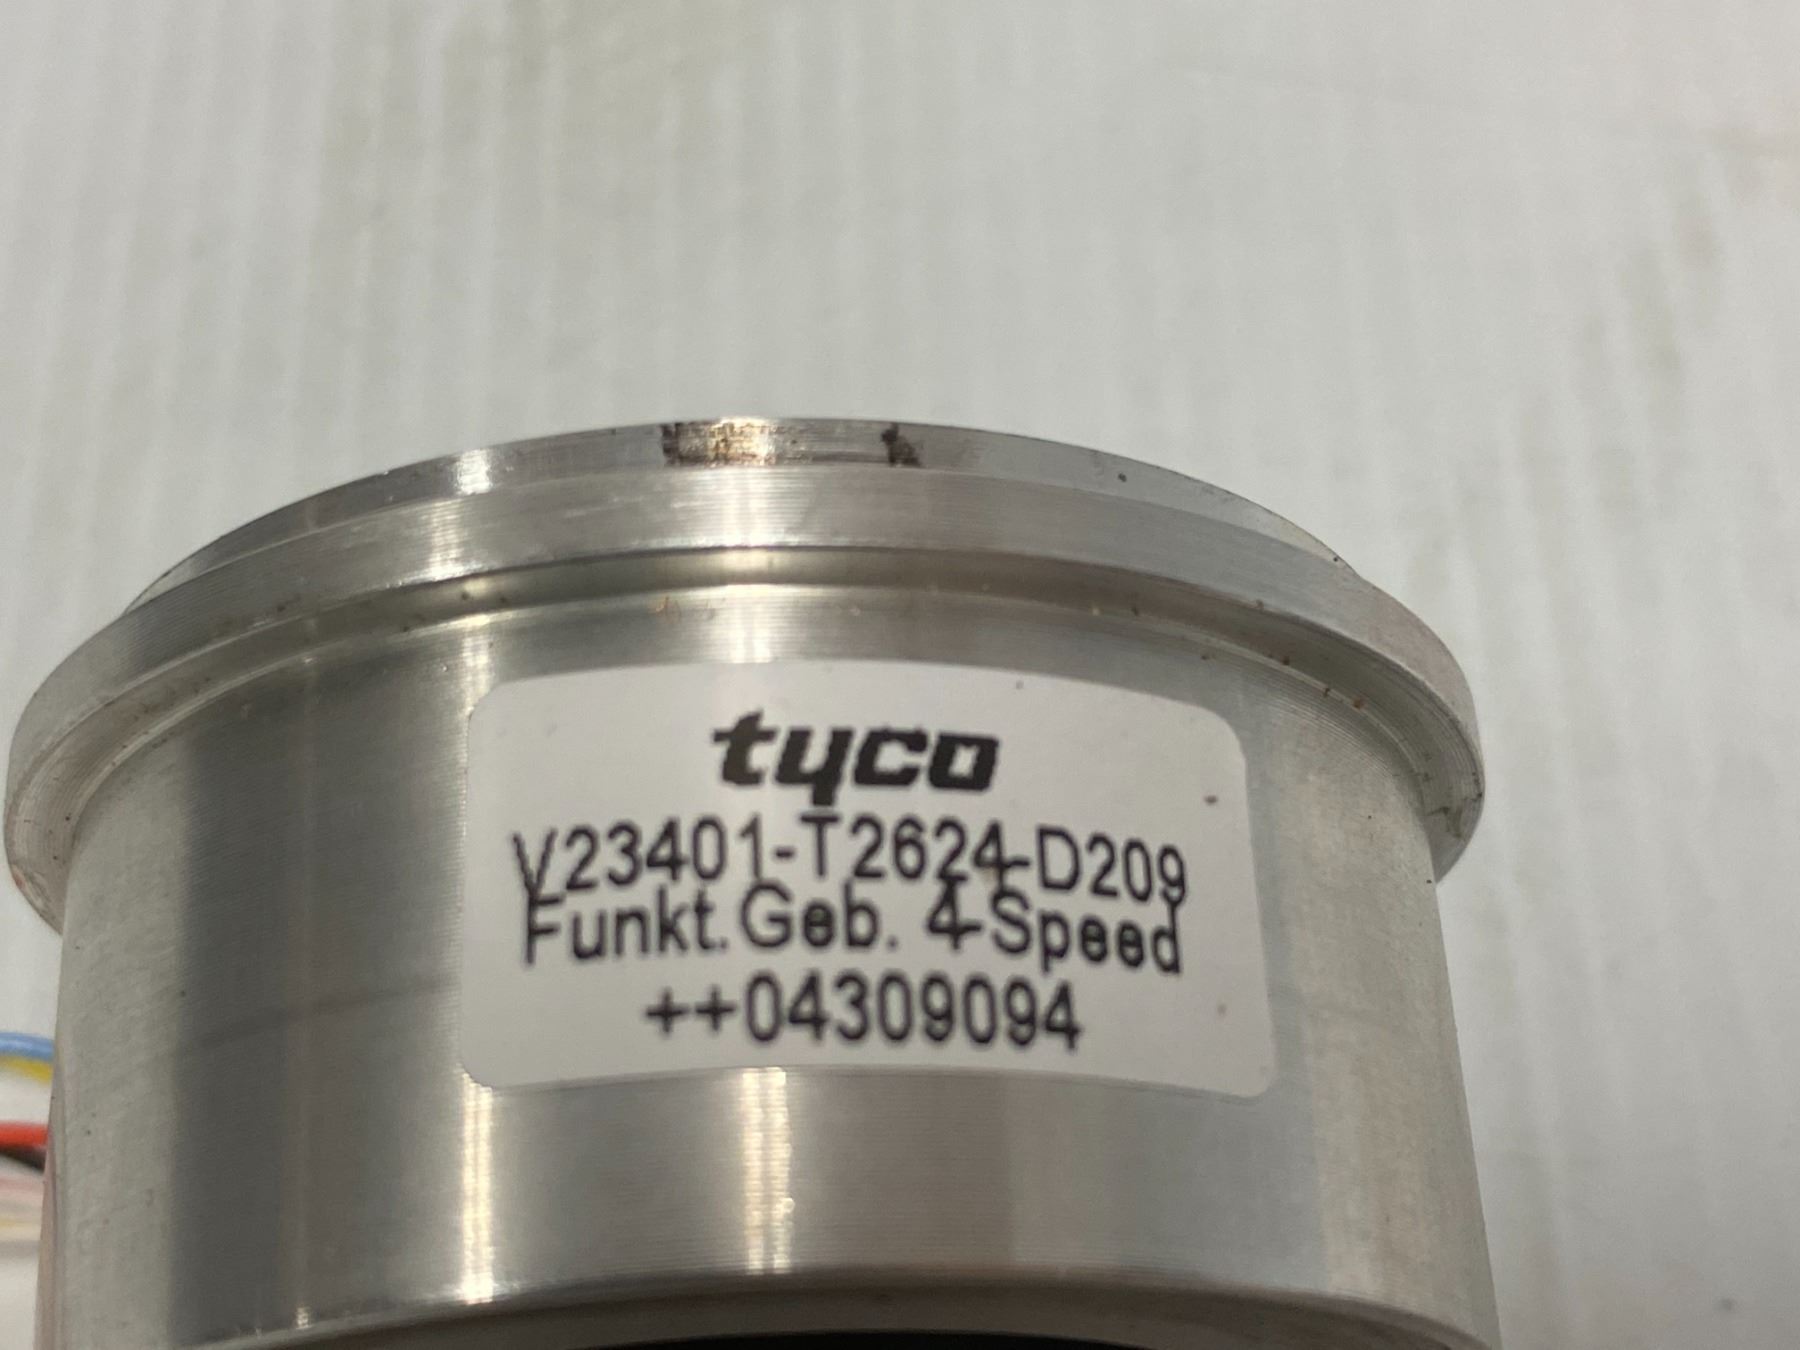 tyco
V23401-T2624-D209
Funkt. Geb. 4-Speed
++04309094